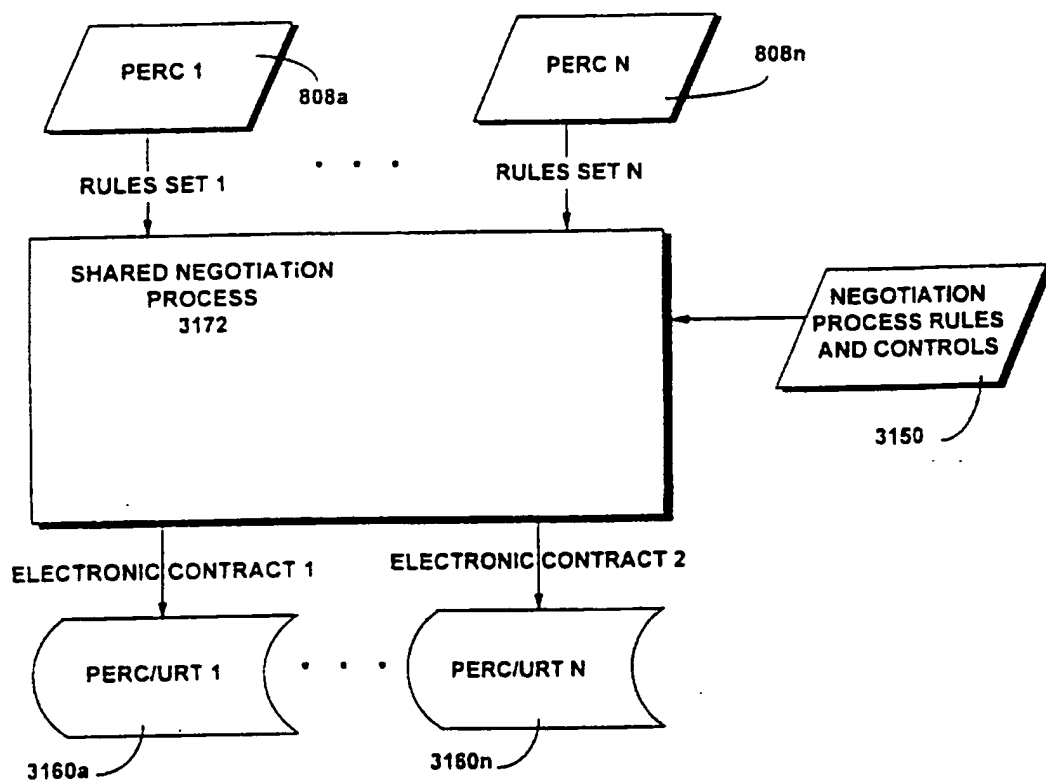 PERC 1
808a
PERC N
808n
RULES SET 1
RULES SET N
SHARED NEGOTIATiON
PROCESS
3172
NEGOTIATION
PROCESS RULES
AND CONTROLS
3150
ELECTRONIC CONTRACT 1
ELECTRONIC CONTRACT 2
PERC/URT 1
PERC/URT N
3160a
3160n